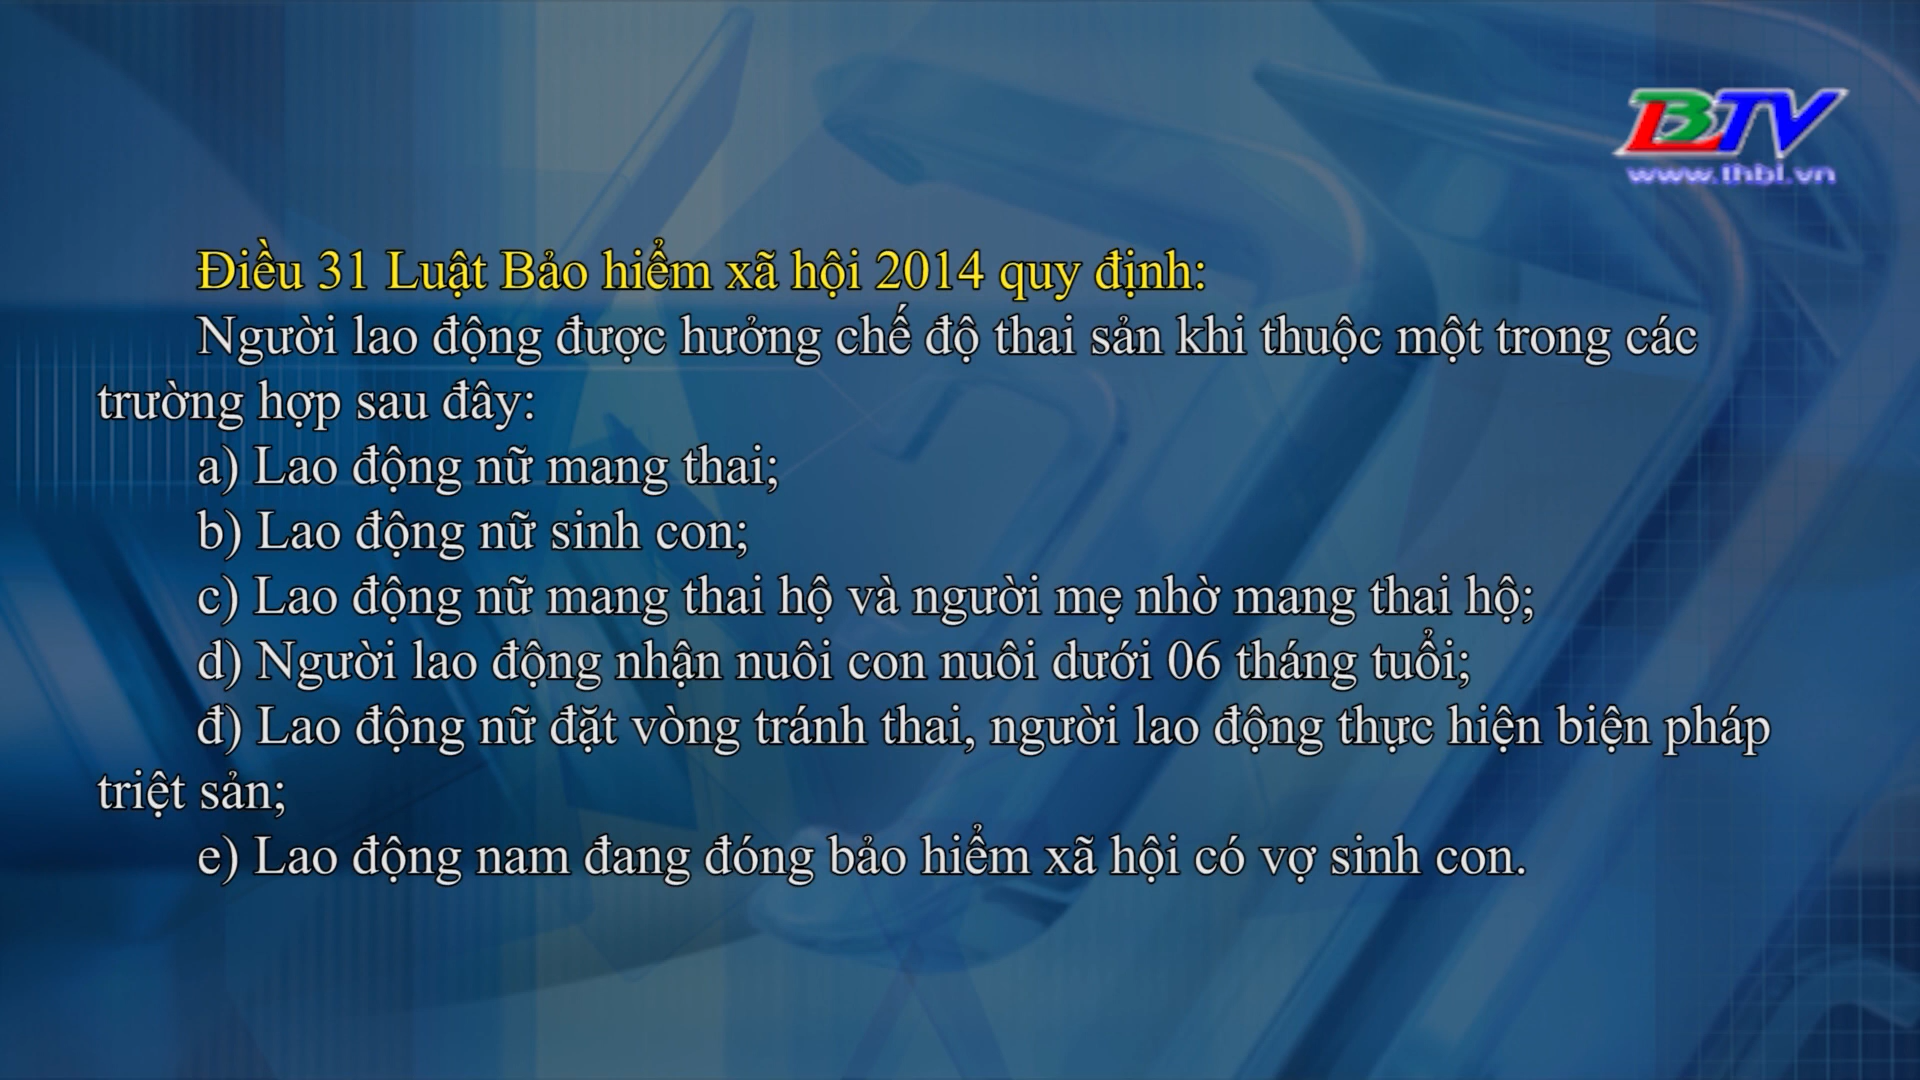 BTV
www.thbl.vn
Điều 31 Luật Bảo hiểm xã hội 2014 quy định:
Người lao động được hưởng chế độ thai sản khi thuộc một trong các
trường hợp sau đây:
a) Lao động nữ mang thai;
b) Lao động nữ sinh con;
c) Lao động nữ mang thai hộ và người mẹ nhờ mang thai hộ;
d) Người lao động nhận nuôi con nuôi dưới 06 tháng tuổi;
đ) Lao động nữ đặt vòng tránh thai, người lao động thực hiện biện pháp
triệt sản;
e) Lao động nam đang đóng bảo hiểm xã hội có vợ sinh con.